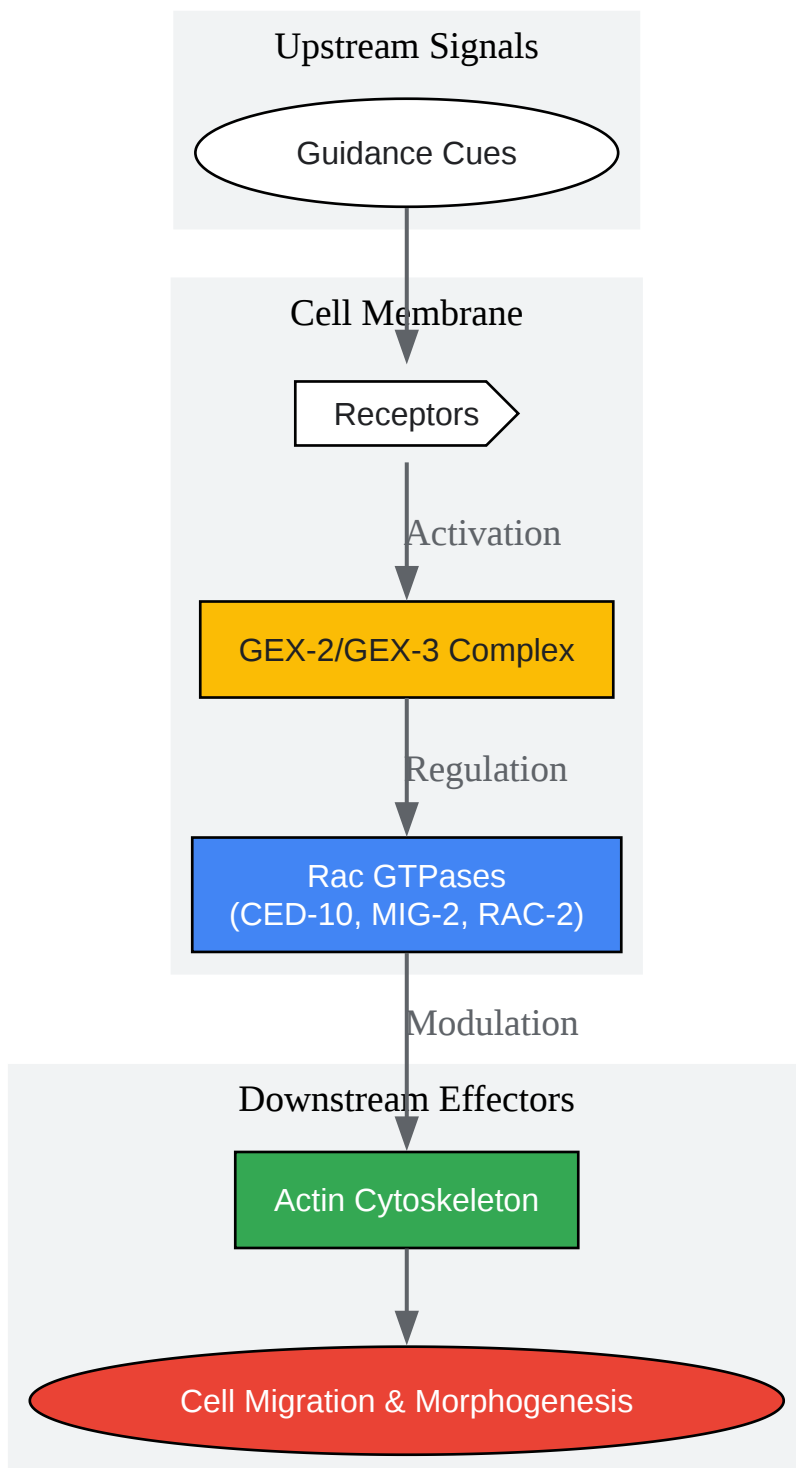 Upstream Signals
Guidance Cues
Cell Membrane
Receptors
Activation
GEX-2/GEX-3 Complex
Regulation
Rac GTPases
(CED-10, MIG-2, RAC-2)
Modulation
Downstream Effectors
Actin Cytoskeleton
Cell Migration & Morphogenesis